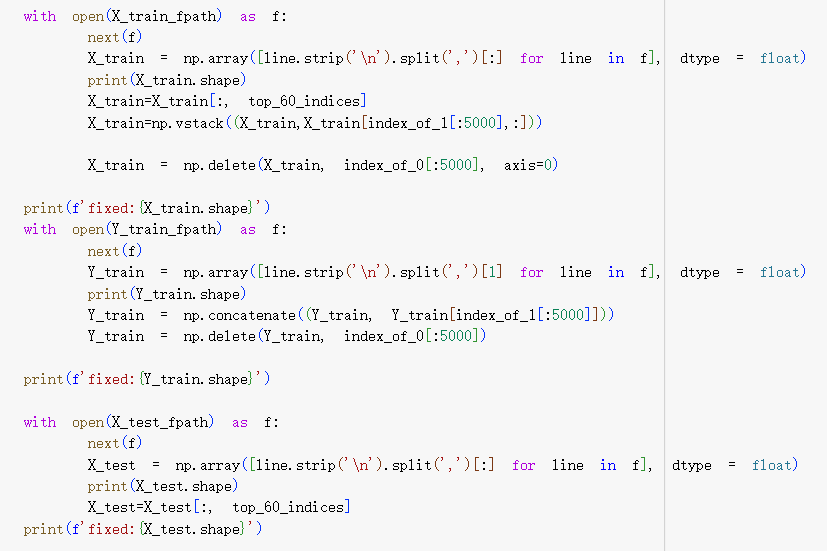 with open(X_train_fpath) as f:
        next(f)
        X_train = np.array([line.strip('\n').split(',')[:] for line in f], dtype = float)
        print(X_train.shape)
        X_train=X_train[:, top_60_indices]
        X_train=np.vstack((X_train,X_train[index_of_1[:5000],:]))
        X_train = np.delete(X_train, index_of_0[:5000], axis=0)
print(f'fixed:{X_train.shape}')
with open(Y_train_fpath) as f:
        next(f)
        Y_train = np.array([line.strip('\n').split(',')[1] for line in f], dtype = float)
        print(Y_train.shape)
        Y_train = np.concatenate((Y_train, Y_train[index_of_1[:5000]]))
        Y_train = np.delete(Y_train, index_of_0[:5000])
print(f'fixed:{Y_train.shape}')
with open(X_test_fpath) as f:
        next(f)
        X_test = np.array([line.strip('\n').split(',')[:] for line in f], dtype = float)
        print(X_test.shape)
        X_test=X_test[:, top_60_indices]
print(f'fixed:{X_test.shape}')